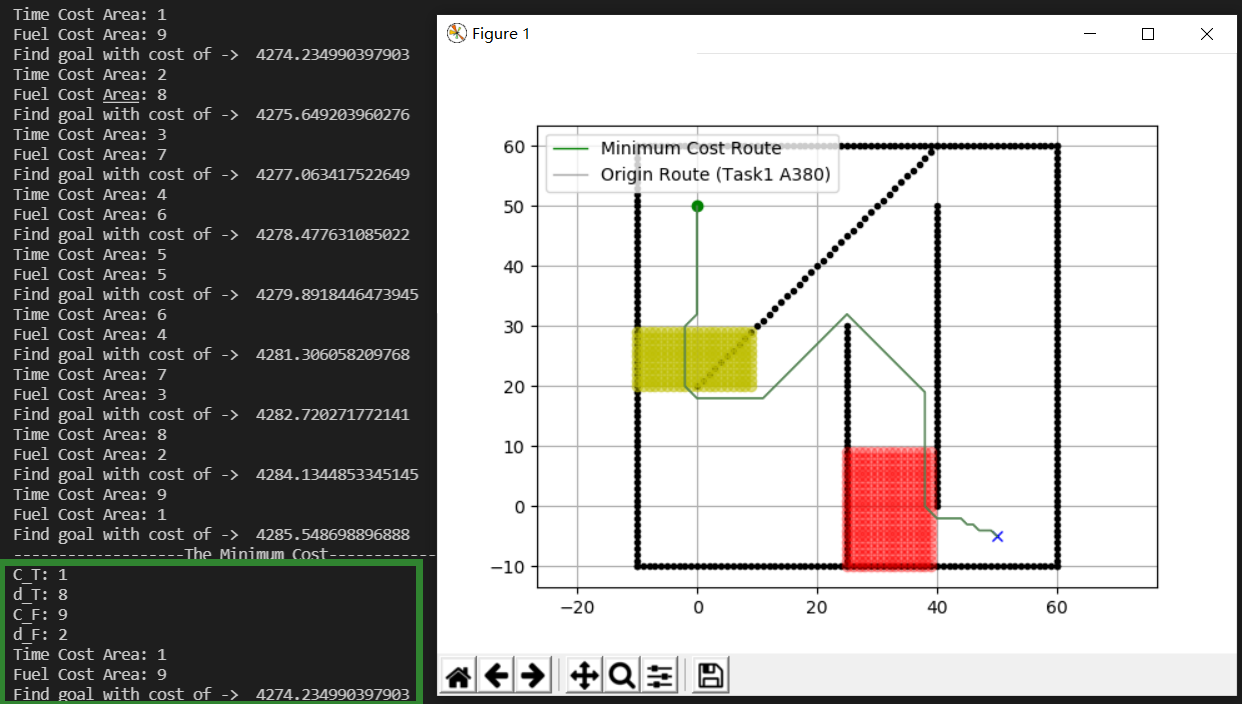 Time Cost Area: 1
Fuel Cost Area: 9
Find goal with cost of -> 4274.234990397903
Time Cost Area: 2
Fuel Cost Area: 8
Find goal with cost of -> 4275.649203960276
Time Cost Area: 3
Fuel Cost Area: 7
Find goal with cost of -> 4277.063417522649
Time Cost Area: 4
Fuel Cost Area: 6
Find goal with cost of -> 4278.477631085022
Time Cost Area: 5
Fuel Cost Area: 5
Find goal with cost of -> 4279.8918446473945
Time Cost Area: 6
Fuel Cost Area: 4
Find goal with cost of -> 4281.306058209768
Time Cost Area: 7
Fuel Cost Area: 3
Find goal with cost of -> 4282.720271772141
Time Cost Area: 8
Fuel Cost Area: 2
Find goal with cost of -> 4284.1344853345145
Time Cost Area: 9
Fuel Cost Area: 1
Find goal with cost of -> 4285.548698896888
-------------------The Minimum Cost------------
C_T: 1
d_T: 8
C_F: 9
d_F: 2
Time Cost Area: 1
Fuel Cost Area: 9
Find goal with cost of -> 4274.234990397903
Figure 1
Minimum Cost Route
Origin Route (Task1 A380)
60
50
40
30
20
10
0
−10
−20 0 20 40 60